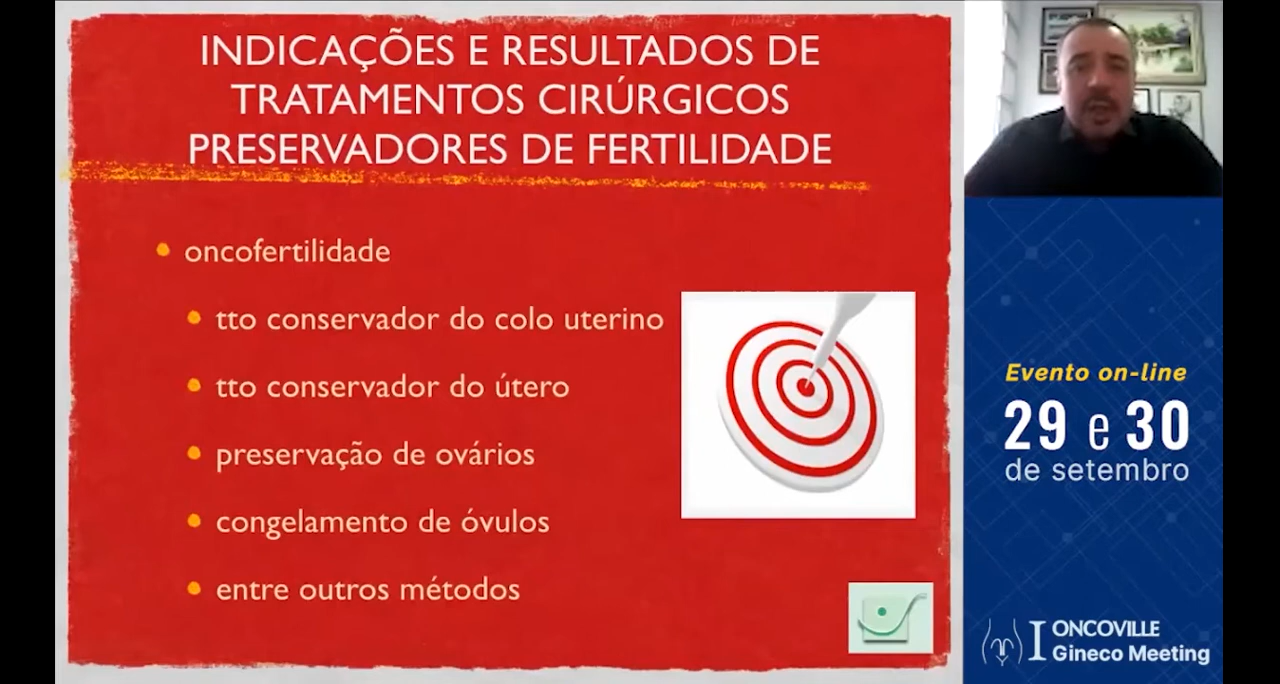 INDICAÇÕES E RESULTADOS DE
TRATAMENTOS CIRÚRGICOS
PRESERVADORES DE FERTILIDADE
oncofertilidade
tto conservador do colo uterino
tto conservador do útero
preservação de ovários
congelamento de óvulos
entre outros métodos
Evento on-line
29 e 30
de setembro
I ONCOVILLE
Gineco Meeting